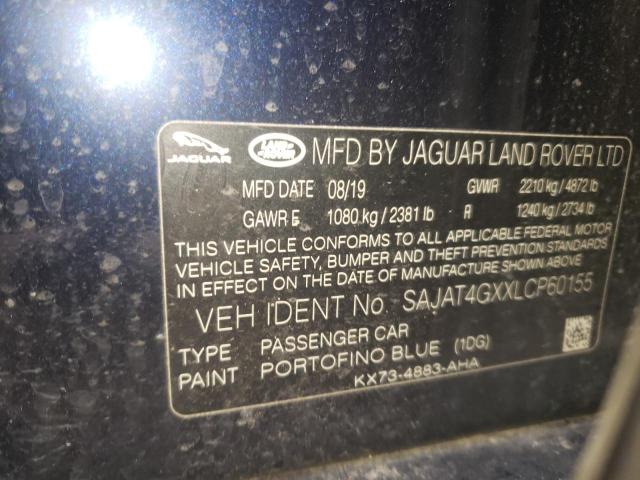 JAGUAR LAND ROVER MFD BY JAGUAR LAND ROVER LTD
MFD DATE 08/19 GVWR 2210 kg / 4872 lb
GAWR F 1080 kg / 2381 lb R 1240 kg / 2734 lb
THIS VEHICLE CONFORMS TO ALL APPLICABLE FEDERAL MOTOR
VEHICLE SAFETY, BUMPER AND THEFT PREVENTION STANDARDS
IN EFFECT ON THE DATE OF MANUFACTURE SHOWN ABOVE
VEH IDENT No SAJAT4GXXLCP60155
TYPE PASSENGER CAR
PAINT PORTOFINO BLUE (1DG)
KX73-4883-AHA